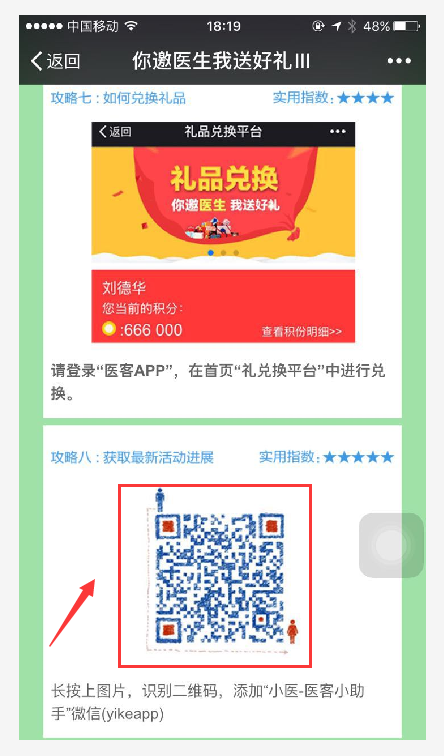 中国移动 18:19 48%
返回 你邀医生我送好礼III •••
攻略七：如何兑换礼品 实用指数：★★★★
返回 礼品兑换平台 •••
礼品兑换
你邀医生 我送好礼
刘德华
您当前的积分：
:666 000 查看积份明细>>
请登录“医客APP”，在首页“礼兑换平台”中进行兑
换。
攻略八：获取最新活动进展 实用指数：★★★★★
长按上图片，识别二维码，添加“小医-医客小助
手”微信(yikeapp)